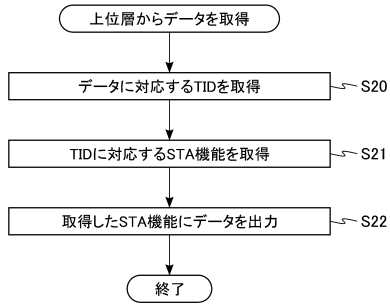 上位層からデータを取得
データに対応するTIDを取得
S20
TIDに対応するSTA機能を取得
S21
取得したSTA機能にデータを出力
S22
終了